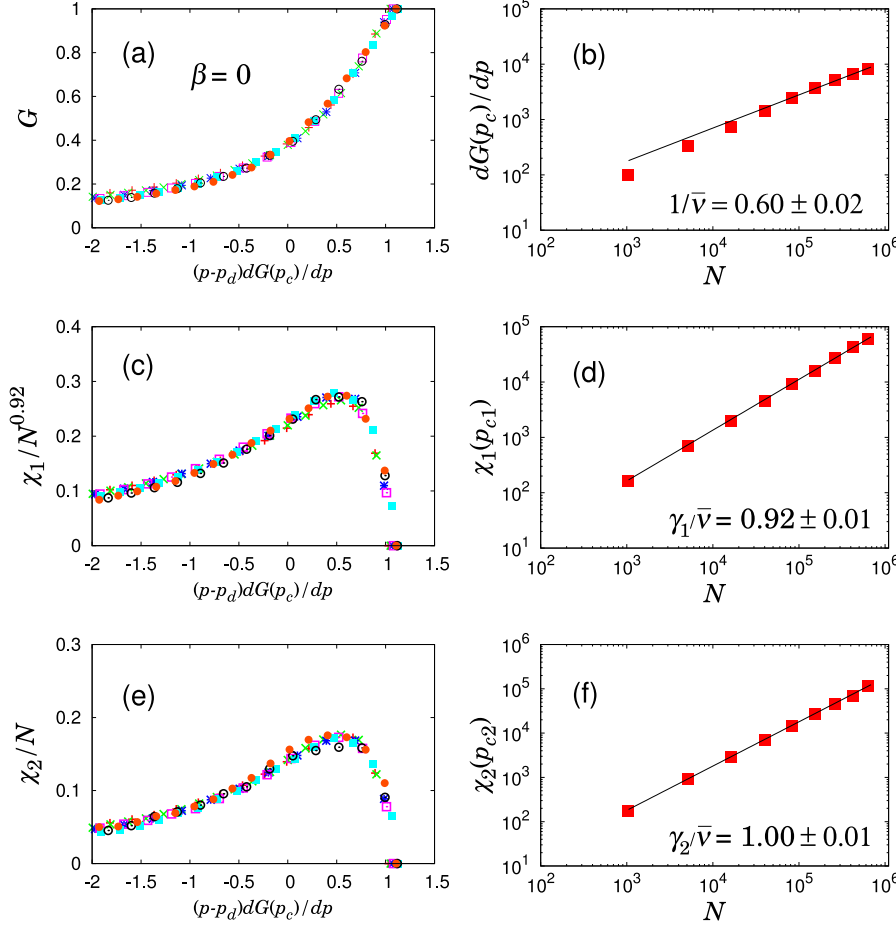 (a)
β = 0
G
1
0.8
0.6
0.4
0.2
0
-2 -1.5 -1 -0.5 0 0.5 1 1.5
(p-p_d)dG(p_c)/dp
(b)
dG(p_c)/dp
10^5
10^4
10^3
10^2
10^1
1/ν̄ = 0.60 ± 0.02
10^2 10^3 10^4 10^5 10^6
N
(c)
χ_1/N^0.92
0.4
0.3
0.2
0.1
0
-2 -1.5 -1 -0.5 0 0.5 1 1.5
(p-p_d)dG(p_c)/dp
(d)
χ_1(p_c1)
10^5
10^4
10^3
10^2
10^1
γ_1/ν̄ = 0.92 ± 0.01
10^2 10^3 10^4 10^5 10^6
N
(e)
χ_2/N
0.3
0.2
0.1
0
-2 -1.5 -1 -0.5 0 0.5 1 1.5
(p-p_d)dG(p_c)/dp
(f)
χ_2(p_c2)
10^6
10^5
10^4
10^3
10^2
10^1
γ_2/ν̄ = 1.00 ± 0.01
10^2 10^3 10^4 10^5 10^6
N